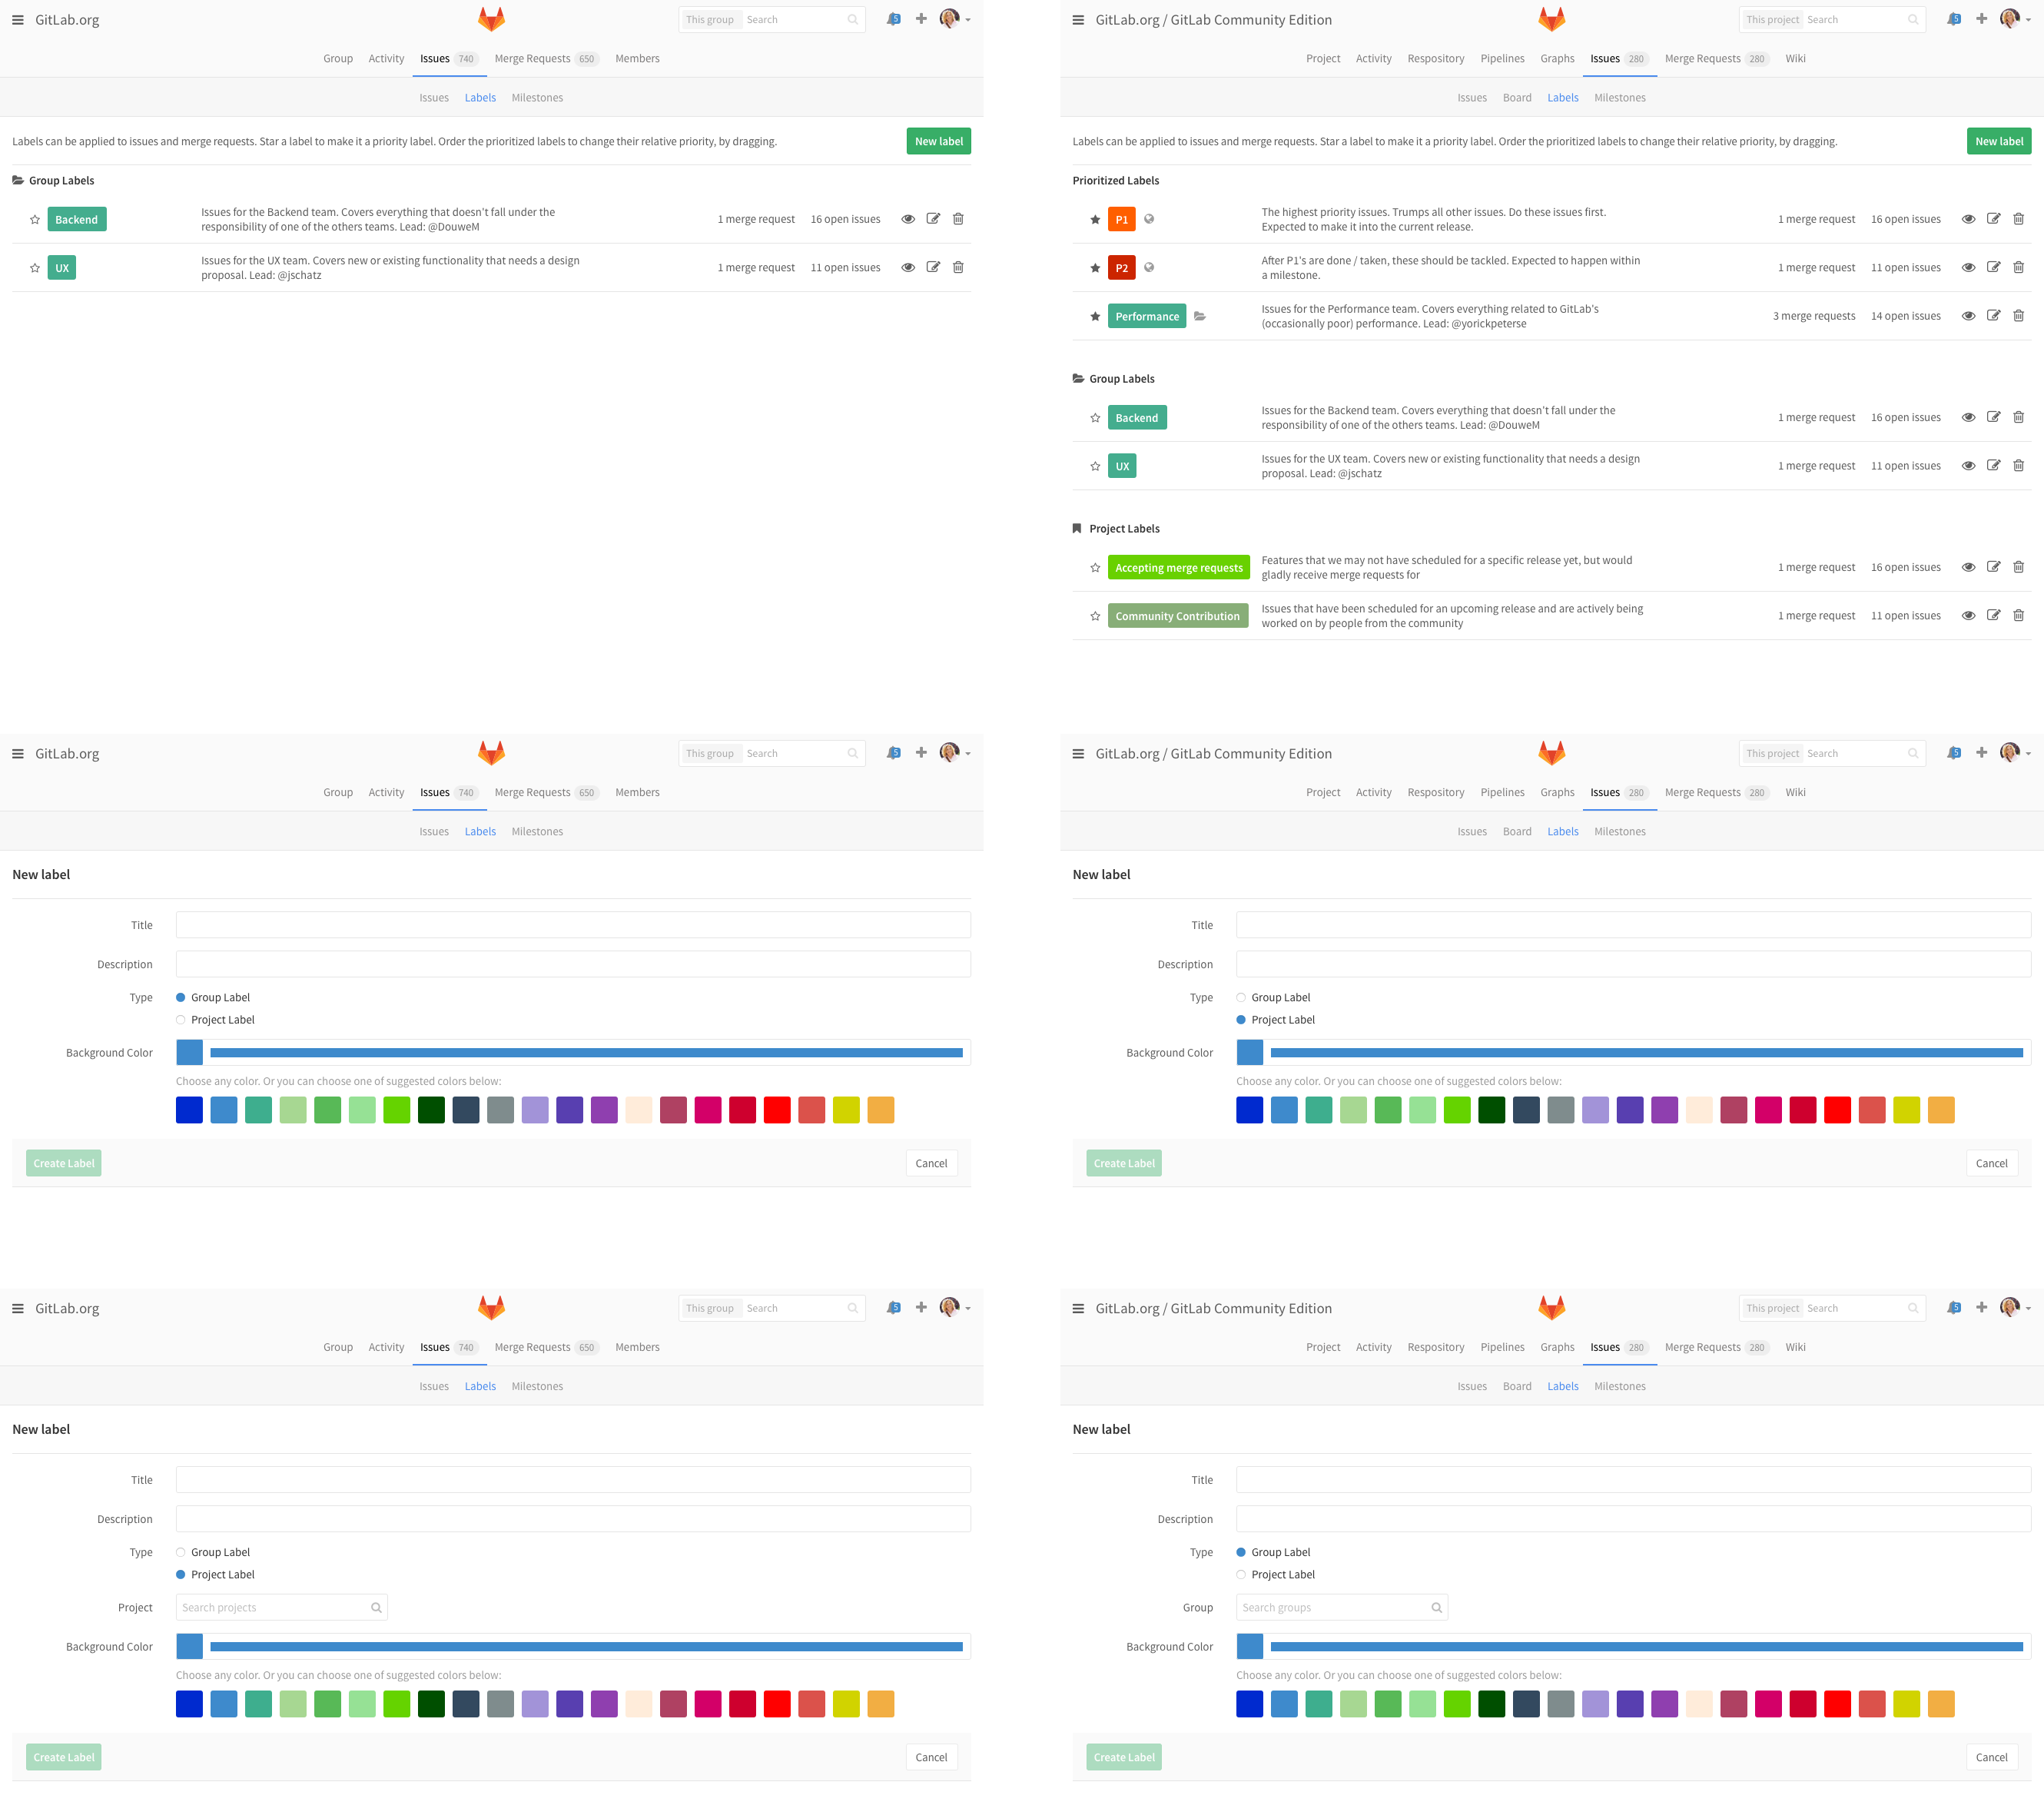 GitLab.org
This group Search
5
Group Activity Issues 740 Merge Requests 650 Members
Issues Labels Milestones
Labels can be applied to issues and merge requests. Star a label to make it a priority label. Order the prioritized labels to change their relative priority, by dragging.
New label
Group Labels
Backend
Issues for the Backend team. Covers everything that doesn't fall under the
responsibility of one of the others teams. Lead: @DouweM
1 merge request 16 open issues
UX
Issues for the UX team. Covers new or existing functionality that needs a design
proposal. Lead: @jschatz
1 merge request 11 open issues
GitLab.org / GitLab Community Edition
This project Search
5
Project Activity Respository Pipelines Graphs Issues 280 Merge Requests 280 Wiki
Issues Board Labels Milestones
Labels can be applied to issues and merge requests. Star a label to make it a priority label. Order the prioritized labels to change their relative priority, by dragging.
New label
Prioritized Labels
P1
The highest priority issues. Trumps all other issues. Do these issues first.
Expected to make it into the current release.
1 merge request 16 open issues
P2
After P1's are done / taken, these should be tackled. Expected to happen within
a milestone.
1 merge request 11 open issues
Performance
Issues for the Performance team. Covers everything related to GitLab's
(occasionally poor) performance. Lead: @yorickpeterse
3 merge requests 14 open issues
Group Labels
Backend
Issues for the Backend team. Covers everything that doesn't fall under the
responsibility of one of the others teams. Lead: @DouweM
1 merge request 16 open issues
UX
Issues for the UX team. Covers new or existing functionality that needs a design
proposal. Lead: @jschatz
1 merge request 11 open issues
Project Labels
Accepting merge requests
Features that we may not have scheduled for a specific release yet, but would
gladly receive merge requests for
1 merge request 16 open issues
Community Contribution
Issues that have been scheduled for an upcoming release and are actively being
worked on by people from the community
1 merge request 11 open issues
GitLab.org
This group Search
5
Group Activity Issues 740 Merge Requests 650 Members
Issues Labels Milestones
New label
Title
Description
Type Group Label
Project Label
Background Color
Choose any color. Or you can choose one of suggested colors below:
Create Label Cancel
GitLab.org / GitLab Community Edition
This project Search
5
Project Activity Respository Pipelines Graphs Issues 280 Merge Requests 280 Wiki
Issues Board Labels Milestones
New label
Title
Description
Type Group Label
Project Label
Background Color
Choose any color. Or you can choose one of suggested colors below:
Create Label Cancel
GitLab.org
This group Search
5
Group Activity Issues 740 Merge Requests 650 Members
Issues Labels Milestones
New label
Title
Description
Type Group Label
Project Label
Project Search projects
Background Color
Choose any color. Or you can choose one of suggested colors below:
Create Label Cancel
GitLab.org / GitLab Community Edition
This project Search
5
Project Activity Respository Pipelines Graphs Issues 280 Merge Requests 280 Wiki
Issues Board Labels Milestones
New label
Title
Description
Type Group Label
Project Label
Group Search groups
Background Color
Choose any color. Or you can choose one of suggested colors below:
Create Label Cancel